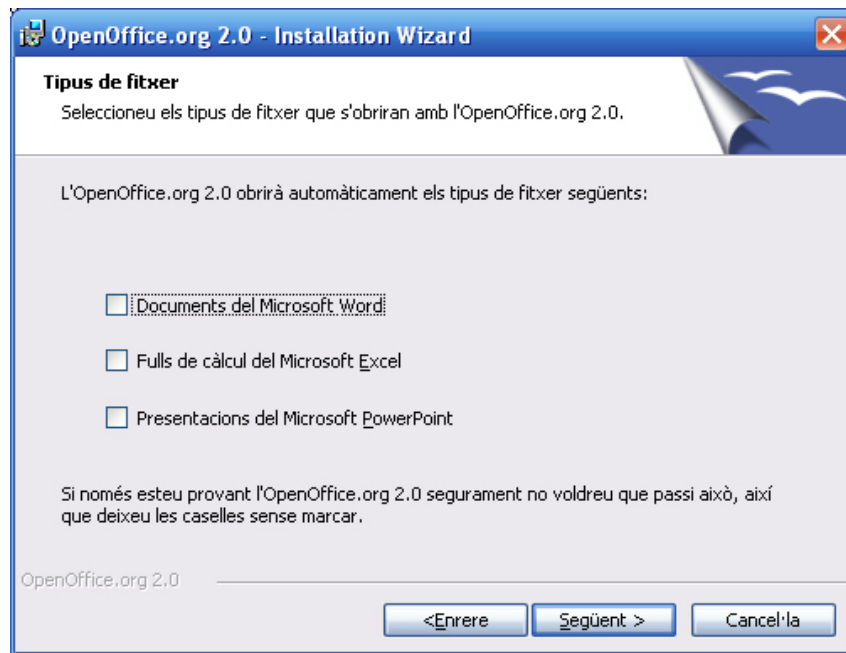 OpenOffice.org 2.0 - Installation Wizard
Tipus de fitxer
Seleccioneu els tipus de fitxer que s'obriran amb l'OpenOffice.org 2.0.
L'OpenOffice.org 2.0 obrirà automàticament els tipus de fitxer següents:
Documents del Microsoft Word
Fulls de càlcul del Microsoft Excel
Presentacions del Microsoft PowerPoint
Si només esteu provant l'OpenOffice.org 2.0 segurament no voldreu que passi això, així
que deixeu les caselles sense marcar.
OpenOffice.org 2.0
<Enrere Següent > Cancel·la